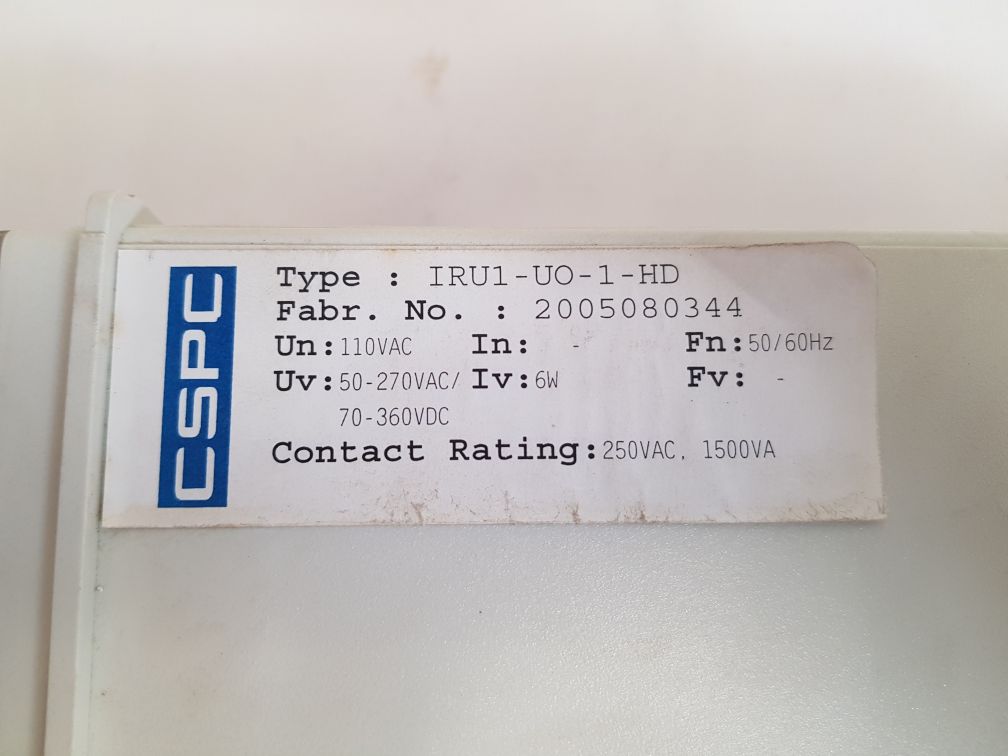 CSPC
Type : IRU1-UO-1-HD
Fabr. No. : 2005080344
Un:110VAC In: - Fn:50/60Hz
Uv:50-270VAC/ Iv:6W Fv: -
70-360VDC
Contact Rating:250VAC, 1500VA